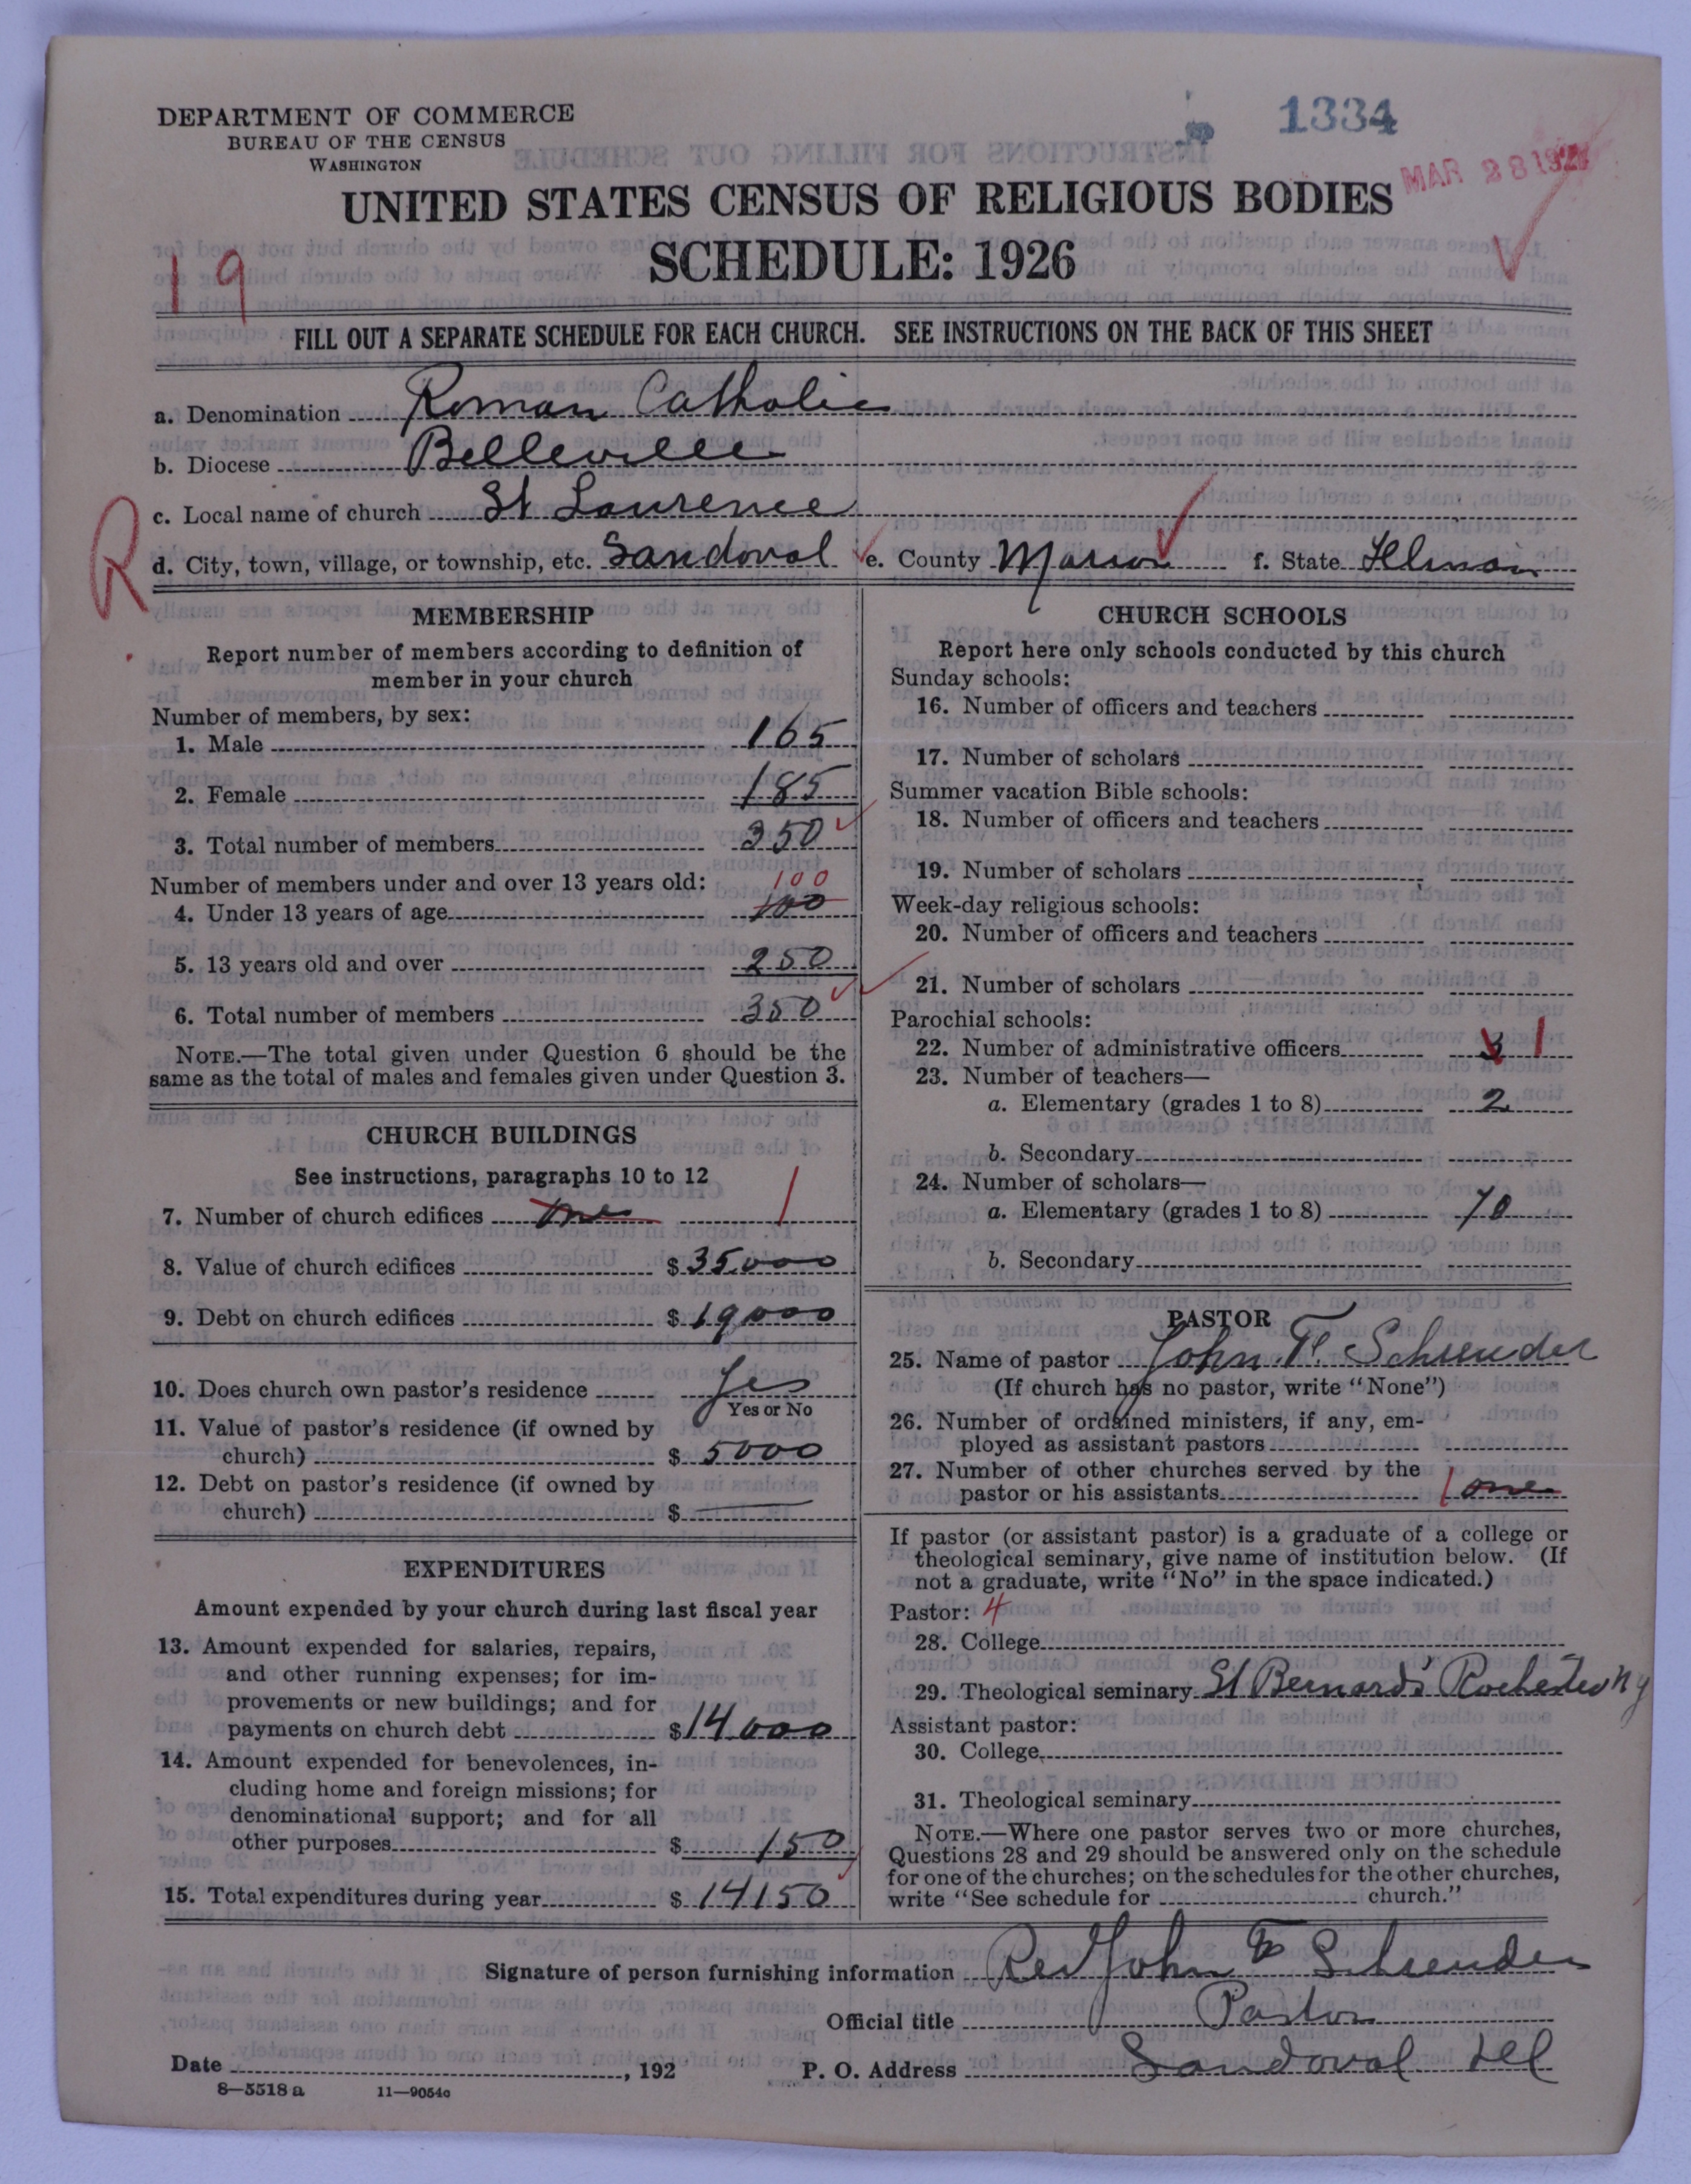 DEPARTMENT OF COMMERCE
BUREAU OF THE CENSUS
WASHINGTON
1334
MAR 28 192
UNITED STATES CENSUS OF RELIGIOUS BODIES
SCHEDULE: 1926
19
FILL OUT A SEPARATE SCHEDULE FOR EACH CHURCH. SEE INSTRUCTIONS ON THE BACK OF THIS SHEET
a. Denomination Roman Catholic
b. Diocese Belleville
R
c. Local name of church St Laurence
d. City, town, village, or township, etc. Sandoval e. County Marion f. State Illinois
MEMBERSHIP
Report number of members according to definition of
member in your church
Number of members, by sex:
1. Male 165
2. Female 185
3. Total number of members 350
Number of members under and over 13 years old: 100
4. Under 13 years of age 100
5. 13 years old and over 250
6. Total number of members 350
NOTE.—The total given under Question 6 should be the
same as the total of males and females given under Question 3.
CHURCH BUILDINGS
See instructions, paragraphs 10 to 12
7. Number of church edifices one 1
8. Value of church edifices $ 35000
9. Debt on church edifices $ 19000
10. Does church own pastor's residence Yes
Yes or No
11. Value of pastor's residence (if owned by
church) $ 5000
12. Debt on pastor's residence (if owned by
church) $ —
EXPENDITURES
Amount expended by your church during last fiscal year
13. Amount expended for salaries, repairs,
and other running expenses; for im-
provements or new buildings; and for
payments on church debt $ 14000
14. Amount expended for benevolences, in-
cluding home and foreign missions; for
denominational support; and for all
other purposes $ 150
15. Total expenditures during year $ 14150
CHURCH SCHOOLS
Report here only schools conducted by this church
Sunday schools:
16. Number of officers and teachers
17. Number of scholars
Summer vacation Bible schools:
18. Number of officers and teachers
19. Number of scholars
Week-day religious schools:
20. Number of officers and teachers
21. Number of scholars
Parochial schools:
22. Number of administrative officers 1
23. Number of teachers—
a. Elementary (grades 1 to 8) 2
b. Secondary
24. Number of scholars—
a. Elementary (grades 1 to 8) 70
b. Secondary
PASTOR
25. Name of pastor John F.
(If church has no pastor, write "None")
26. Number of ordained ministers, if any, em-
ployed as assistant pastors
27. Number of other churches served by the
pastor or his assistants 1 one
If pastor (or assistant pastor) is a graduate of a college or
theological seminary, give name of institution below. (If
not a graduate, write "No" in the space indicated.)
Pastor: 4
28. College
29. Theological seminary St Bernard's Rochester NY
Assistant pastor:
30. College
31. Theological seminary
NOTE.—Where one pastor serves two or more churches,
Questions 28 and 29 should be answered only on the schedule
for one of the churches; on the schedules for the other churches,
write "See schedule for church."
Signature of person furnishing information Rev John F
Official title Pastor
Date , 192 P. O. Address Sandoval Ill
8—5518 a 11—9054c